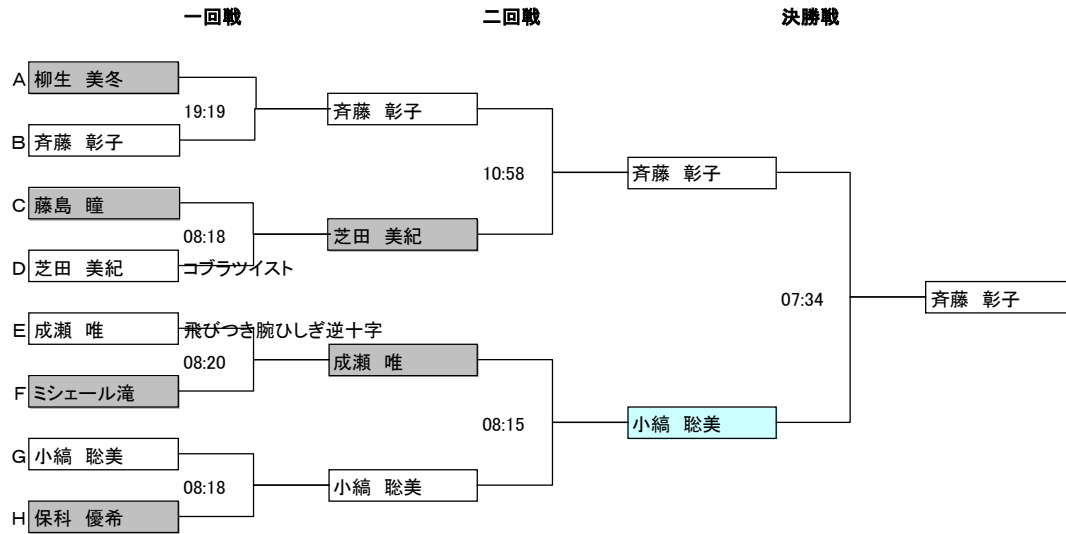 一回戦
二回戦
決勝戦
A 柳生 美冬
19:19
B 斉藤 彰子
斉藤 彰子
10:58
C 藤島 瞳
08:18
D 芝田 美紀 コブラツイスト
芝田 美紀
斉藤 彰子
07:34
斉藤 彰子
E 成瀬 唯 飛びつき腕ひしぎ逆十字
08:20
F ミシェール滝
成瀬 唯
08:15
G 小縞 聡美
08:18
H 保科 優希
小縞 聡美
小縞 聡美